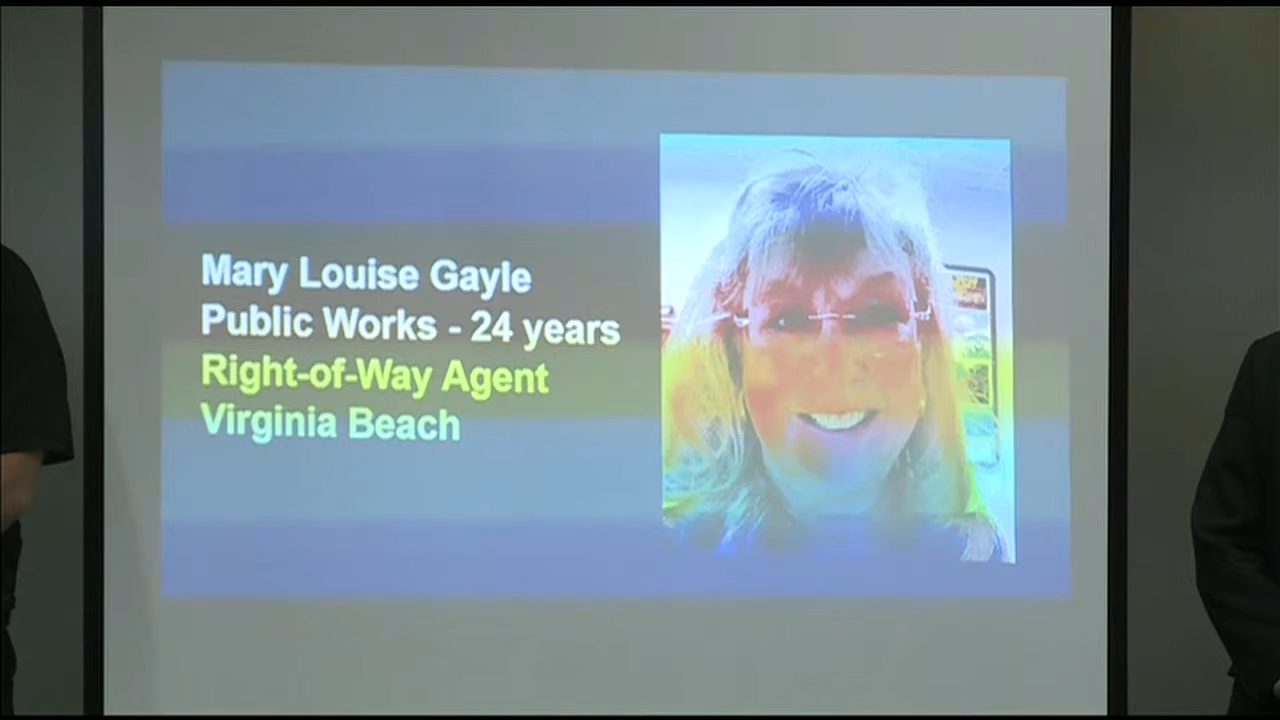 Mary Louise Gayle
Public Works - 24 years
Right-of-Way Agent
Virginia Beach